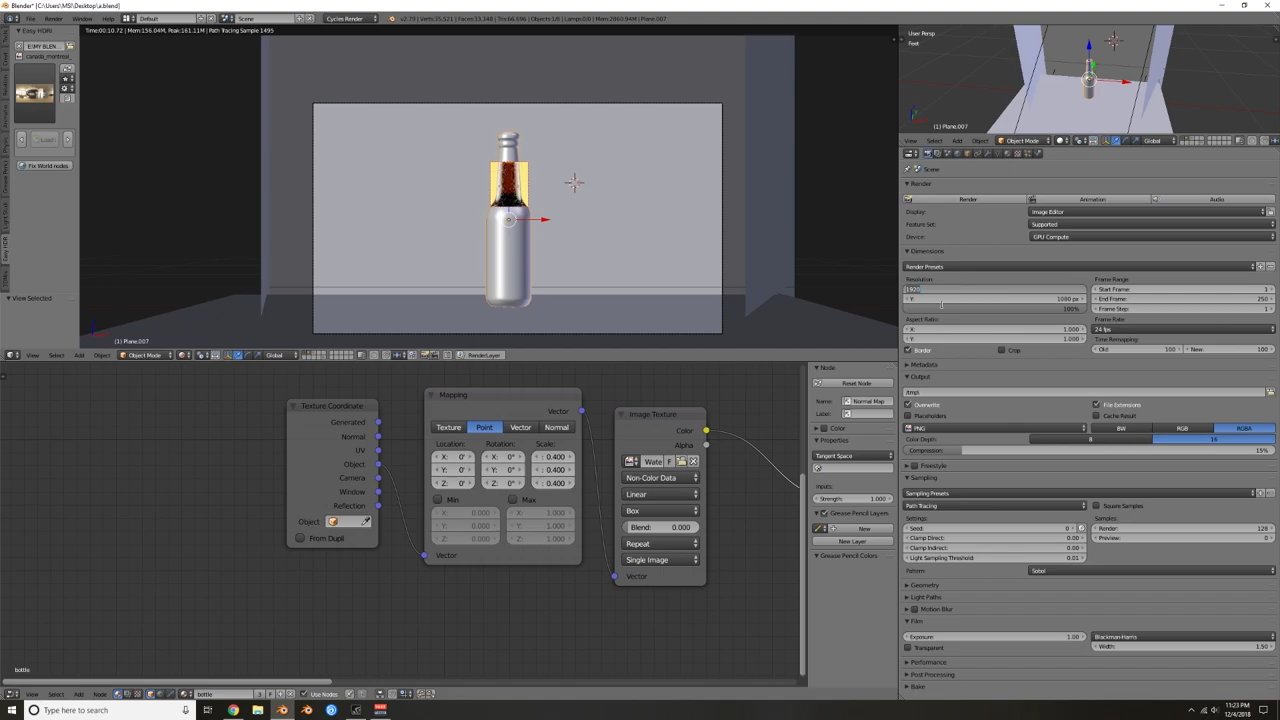 Blender* [C:\Users\MSI\Desktop\a.blend]
File
Render
Window
Help
Default
Scene
Cycles Render
v2.79 | Verts:35,521 | Faces:33,348 | Tris:66,696 | Objects:1/0 | Lamps:0/0 | Mem:2860.94M | Plane.007
Easy HDRI
E:\MY BLEN
canada_montreal_
Load
Fix World nodes
View Selected
Time:00:10.72 | Mem:156.04M, Peak:161.11M | Path Tracing Sample 1495
(1) Plane.007
View
Select
Add
Object
Object Mode
Global
RenderLayer
User Persp
Feet
(1) Plane.007
View
Select
Add
Object
Object Mode
Global
Scene
Render
Render
Animation
Audio
Display:
Image Editor
Feature Set:
Supported
Device:
GPU Compute
Dimensions
Render Presets
Resolution:
1920
Y:
1080 px
100%
Frame Range:
Start Frame:
1
End Frame:
250
Frame Step:
1
Aspect Ratio:
X:
1.000
Y:
1.000
Frame Rate:
24 fps
Time Remapping:
Old:
100
New:
100
Border
Crop
Metadata
Output
/tmp\
Overwrite
File Extensions
Placeholders
Cache Result
PNG
BW
RGB
RGBA
Color Depth:
8
16
Compression:
15%
Freestyle
Sampling
Sampling Presets
Path Tracing
Square Samples
Settings:
Samples:
Seed:
0
Render:
128
Clamp Direct:
0.00
Preview:
0
Clamp Indirect:
0.00
Light Sampling Threshold:
0.01
Pattern:
Sobol
Geometry
Light Paths
Motion Blur
Film
Exposure:
1.00
Blackman-Harris
Transparent
Width:
1.50
Performance
Post Processing
Bake
Texture Coordinate
Generated
Normal
UV
Object
Camera
Window
Reflection
Object
From Dupli
Mapping
Vector
Texture
Point
Vector
Normal
Location:
Rotation:
Scale:
X:
0'
X:
0°
0.400
Y:
0'
Y:
0°
0.400
Z:
0'
Z:
0°
0.400
Min
Max
X:
0.000
X:
1.000
Y:
0.000
Y:
1.000
Z:
0.000
Z:
1.000
Vector
Image Texture
Color
Alpha
Wate
F
Non-Color Data
Linear
Box
Blend:
0.000
Repeat
Single Image
Vector
Node
Reset Node
Name:
Normal Map
Label:
Color
Properties
Tangent Space
Inputs:
Strength:
1.000
Grease Pencil Layers
New
New Layer
Grease Pencil Colors
bottle
View
Select
Add
Node
bottle
3
F
Use Nodes
Type here to search
11:23 PM
12/4/2018